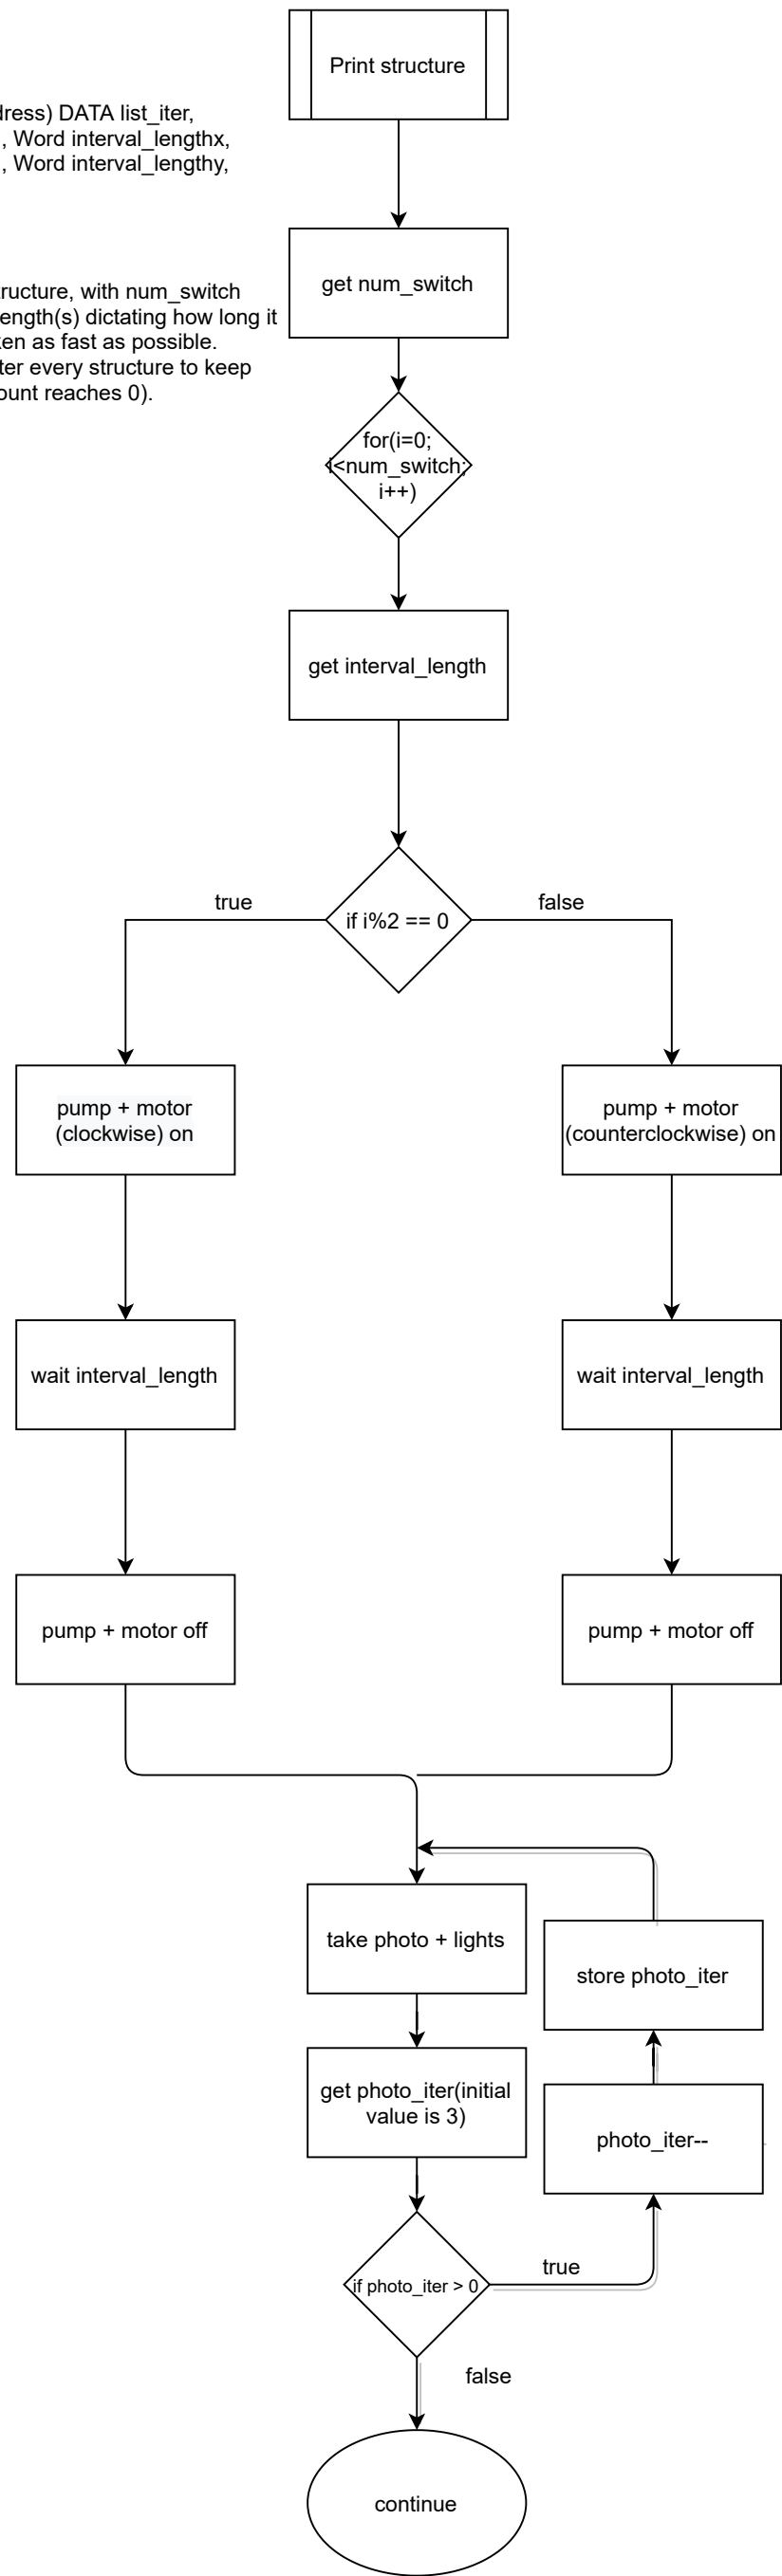 Print structure
dress) DATA list_iter,
, Word interval_lengthx,
, Word interval_lengthy,
get num_switch
ructure, with num_switch
ength(s) dictating how long it
ken as fast as possible.
ter every structure to keep
ount reaches 0).
for(i=0;
i<num_switch;
i++)
get interval_length
if i%2 == 0
true
false
pump + motor
(clockwise) on
pump + motor
(counterclockwise) on
wait interval_length
wait interval_length
pump + motor off
pump + motor off
take photo + lights
store photo_iter
get photo_iter(initial
value is 3)
photo_iter--
if photo_iter > 0
true
false
continue